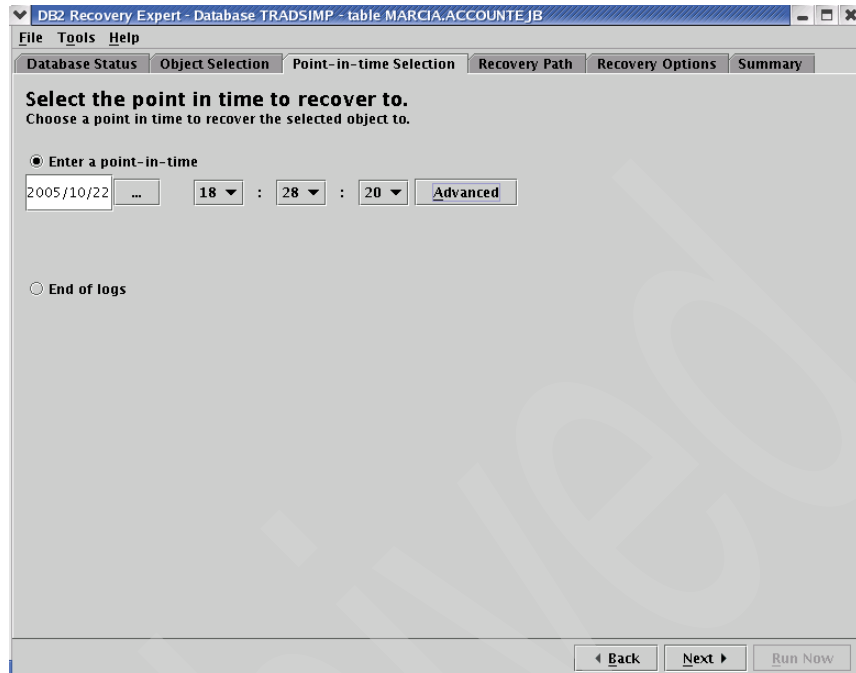 DB2 Recovery Expert - Database TRADSIMP - table MARCIA.ACCOUNTEJB
File Tools Help
Database Status Object Selection Point-in-time Selection Recovery Path Recovery Options Summary
Select the point in time to recover to.
Choose a point in time to recover the selected object to.
Enter a point-in-time
2005/10/22 ... 18 : 28 : 20 Advanced
End of logs
Back Next Run Now